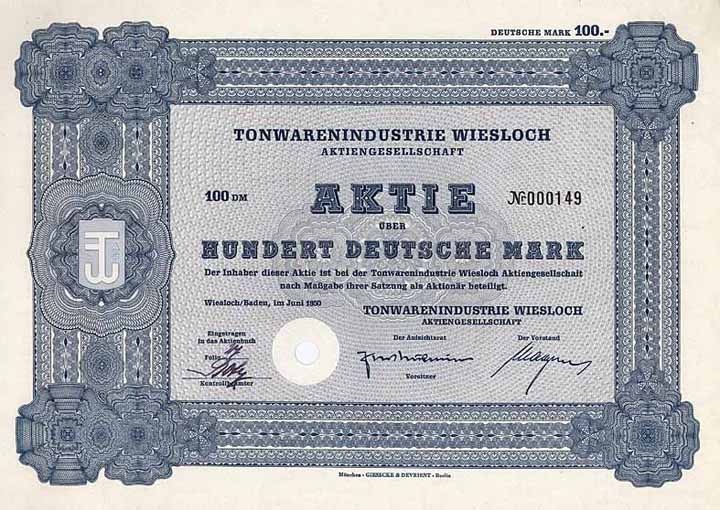 DEUTSCHE MARK 100.-
TONWARENINDUSTRIE WIESLOCH
AKTIENGESELLSCHAFT
100 DM AKTIE № 000149
ÜBER
HUNDERT DEUTSCHE MARK
Der Inhaber dieser Aktie ist bei der Tonwarenindustrie Wiesloch Aktiengesellschaft
nach Maßgabe ihrer Satzung als Aktionär beteiligt.
Wiesloch/Baden, im Juni
TONWARENINDUSTRIE WIESLOCH
AKTIENGESELLSCHAFT
Eingetragen
in das Aktienbuch
Folio
Kontrollbeamter
Der Aufsichtsrat
Vorsitzer
Der Vorstand
München - GIESECKE & DEVRIENT - Berlin